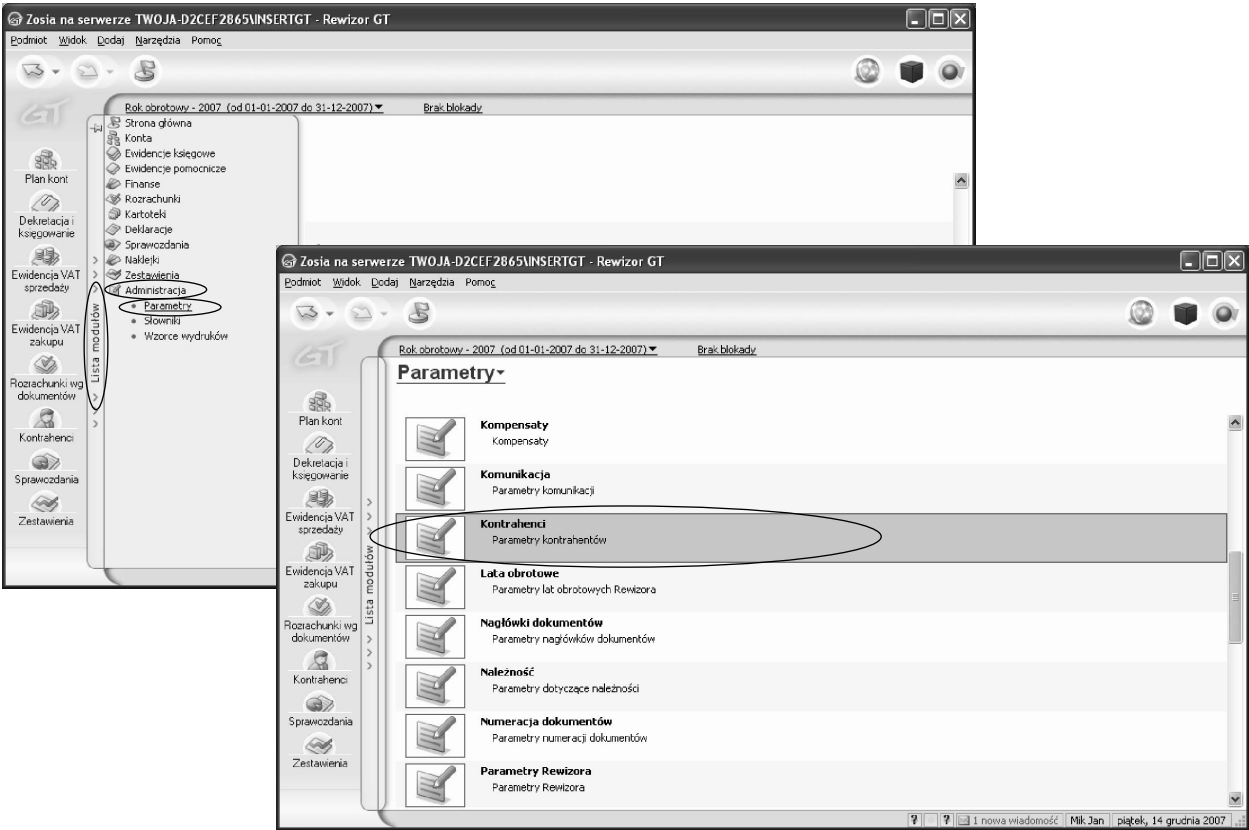 Zosia na serwerze TWOJA-D2CEF2865\INSERTGT - Rewizor GT
Podmiot Widok Dodaj Narzędzia Pomoc
GT
Rok obrotowy - 2007 (od 01-01-2007 do 31-12-2007) Brak blokady
Plan kont
Dekretacja i
księgowanie
Ewidencja VAT
sprzedaży
Ewidencja VAT
zakupu
Rozrachunki wg
dokumentów
Kontrahenci
Sprawozdania
Zestawienia
Lista modułów
Strona główna
Konta
Ewidencje księgowe
Ewidencje pomocnicze
Finanse
Rozrachunki
Kartoteki
Deklaracje
Sprawozdania
Naklejki
Zestawienia
Administracja
Parametry
Słowniki
Wzorce wydruków
Zosia na serwerze TWOJA-D2CEF2865\INSERTGT - Rewizor GT
Podmiot Widok Dodaj Narzędzia Pomoc
GT
Rok obrotowy - 2007 (od 01-01-2007 do 31-12-2007) Brak blokady
Plan kont
Dekretacja i
księgowanie
Ewidencja VAT
sprzedaży
Ewidencja VAT
zakupu
Rozrachunki wg
dokumentów
Kontrahenci
Sprawozdania
Zestawienia
Lista modułów
Parametry
Kompensaty
Kompensaty
Komunikacja
Parametry komunikacji
Kontrahenci
Parametry kontrahentów
Lata obrotowe
Parametry lat obrotowych Rewizora
Nagłówki dokumentów
Parametry nagłówków dokumentów
Należność
Parametry dotyczące należności
Numeracja dokumentów
Parametry numeracji dokumentów
Parametry Rewizora
Parametry Rewizora
? ? 1 nowa wiadomość Mik Jan piątek, 14 grudnia 2007